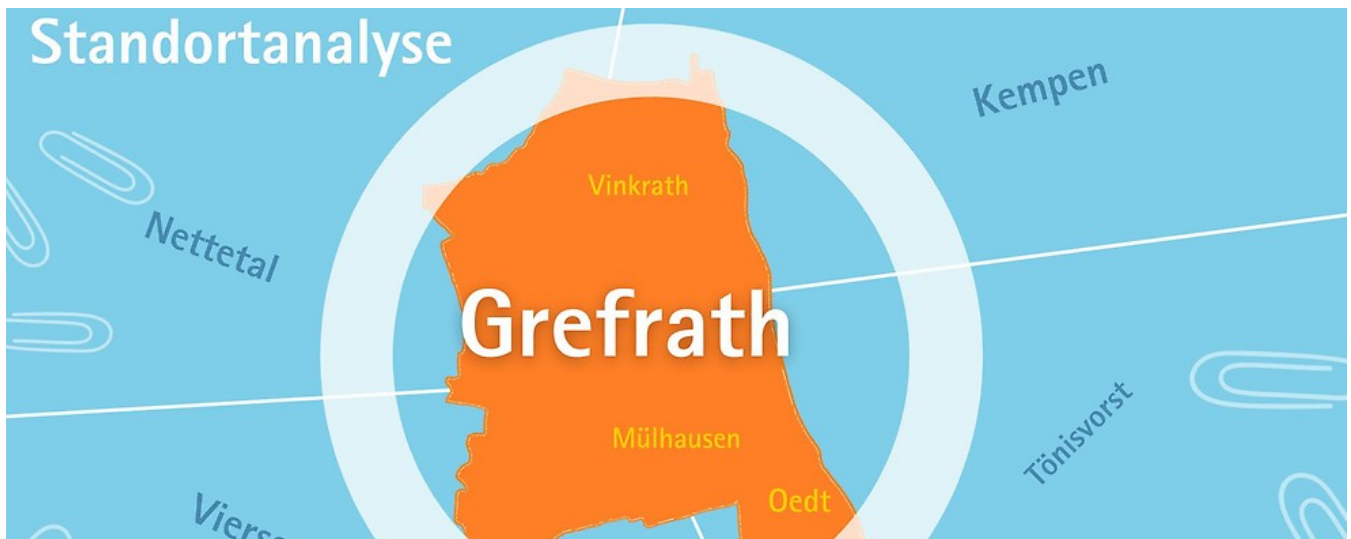 Standortanalyse
Kempen
Vinkrath
Nettetal
Grefrath
Mülhausen
Tönisvorst
Oedt